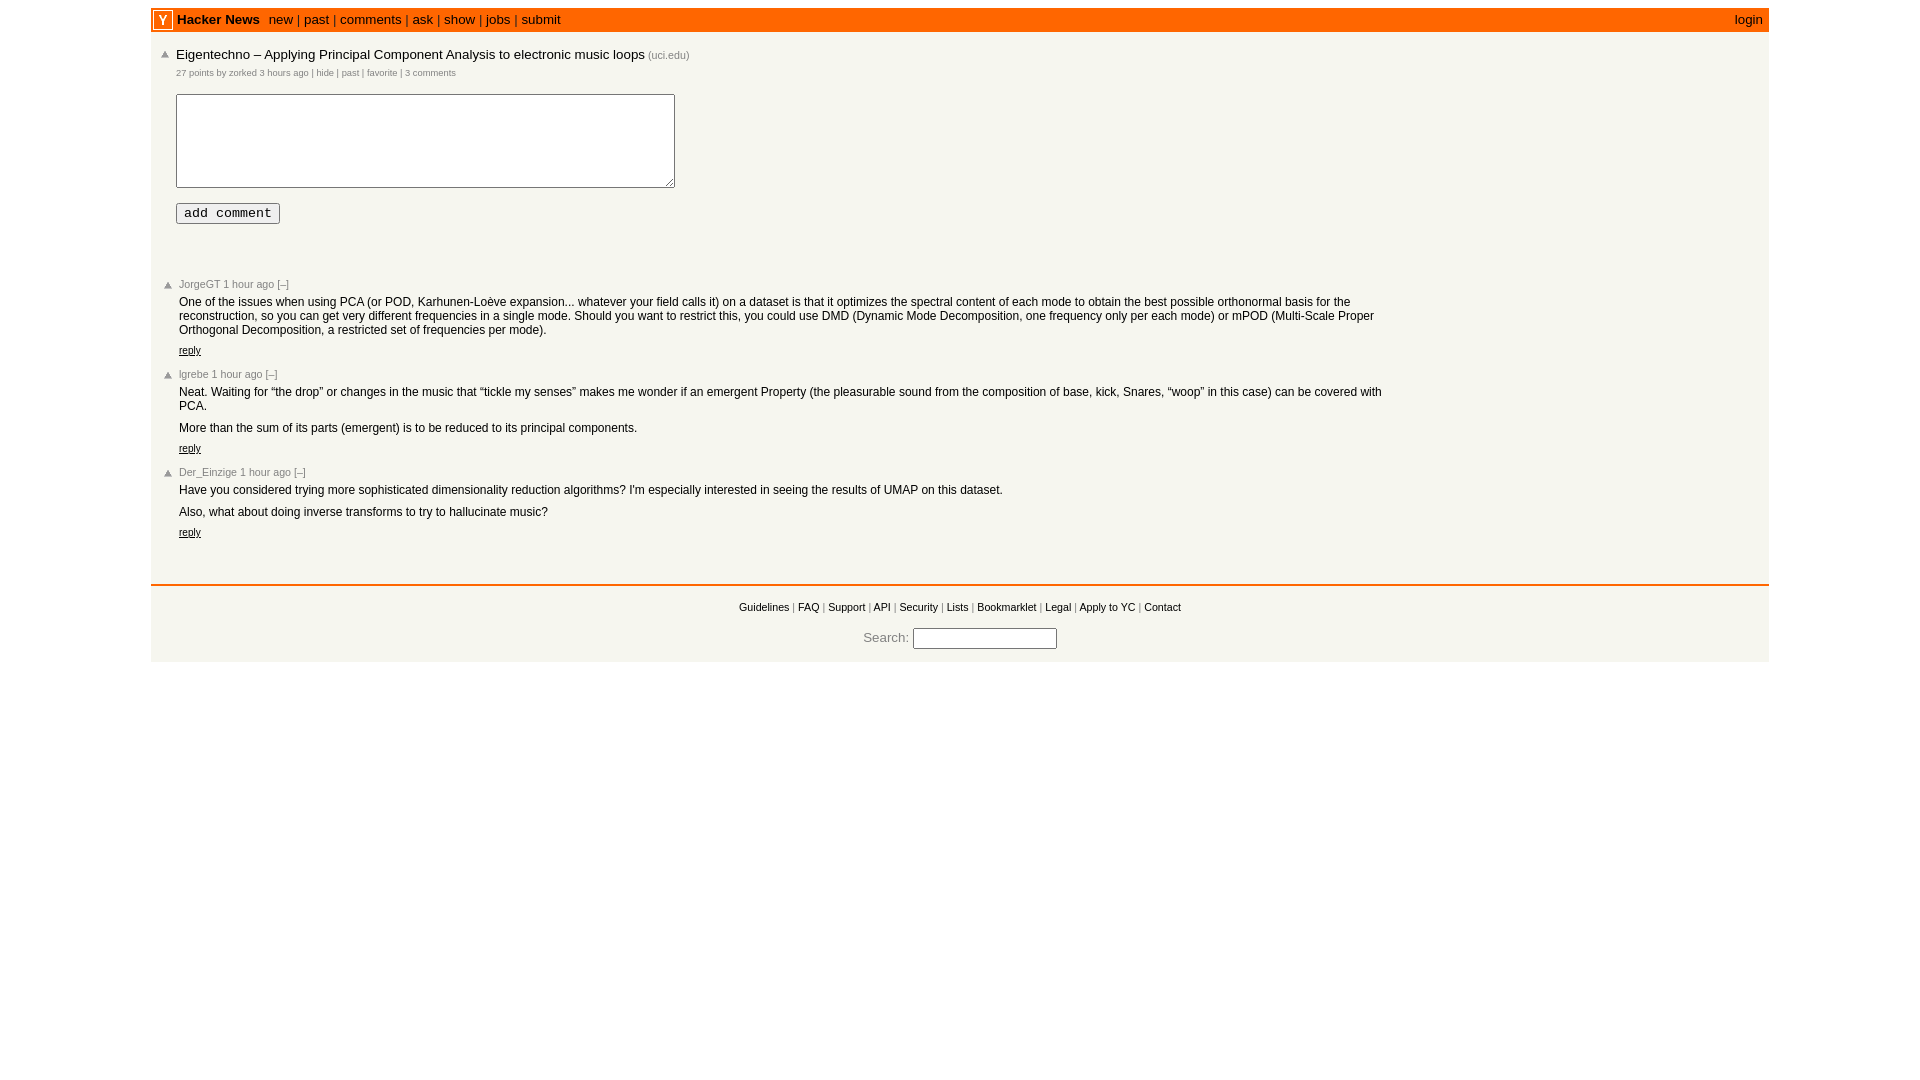 Y Hacker News new | past | comments | ask | show | jobs | submit login
Eigentechno – Applying Principal Component Analysis to electronic music loops (uci.edu)
27 points by zorked 3 hours ago | hide | past | favorite | 3 comments
add comment
JorgeGT 1 hour ago [–]
One of the issues when using PCA (or POD, Karhunen-Loève expansion... whatever your field calls it) on a dataset is that it optimizes the spectral content of each mode to obtain the best possible orthonormal basis for the
reconstruction, so you can get very different frequencies in a single mode. Should you want to restrict this, you could use DMD (Dynamic Mode Decomposition, one frequency only per each mode) or mPOD (Multi-Scale Proper
Orthogonal Decomposition, a restricted set of frequencies per mode).
reply
lgrebe 1 hour ago [–]
Neat. Waiting for “the drop” or changes in the music that “tickle my senses” makes me wonder if an emergent Property (the pleasurable sound from the composition of base, kick, Snares, “woop” in this case) can be covered with
PCA.
More than the sum of its parts (emergent) is to be reduced to its principal components.
reply
Der_Einzige 1 hour ago [–]
Have you considered trying more sophisticated dimensionality reduction algorithms? I'm especially interested in seeing the results of UMAP on this dataset.
Also, what about doing inverse transforms to try to hallucinate music?
reply
Guidelines | FAQ | Support | API | Security | Lists | Bookmarklet | Legal | Apply to YC | Contact
Search: